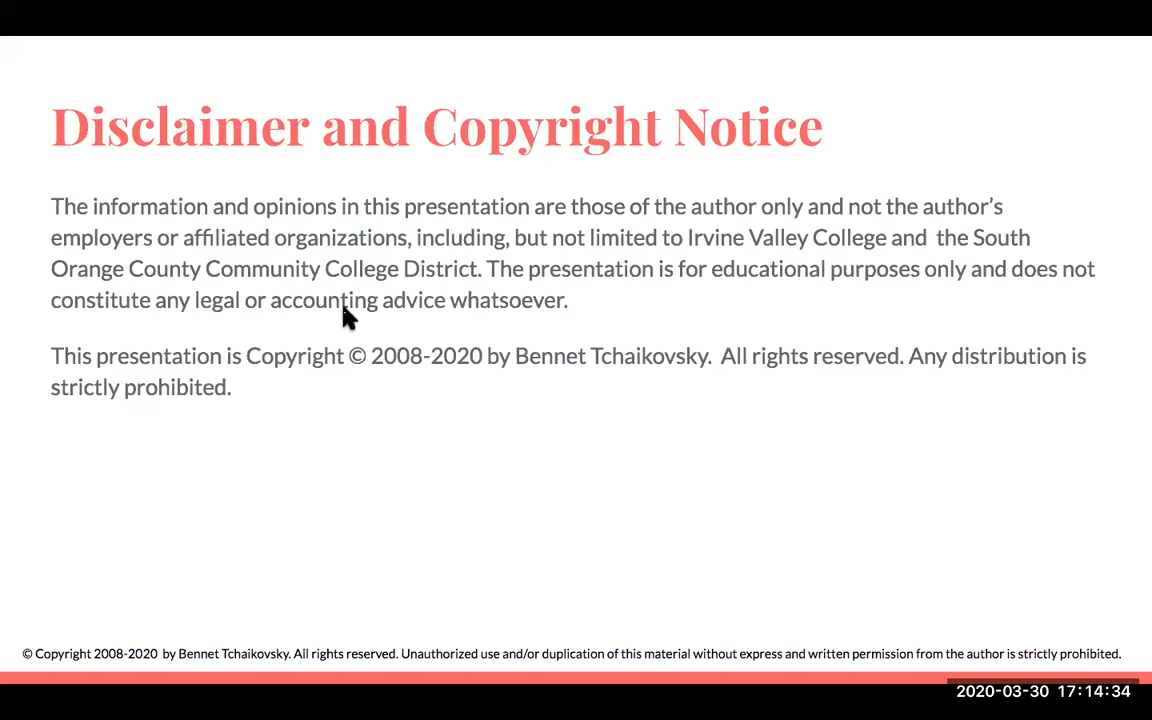 Disclaimer and Copyright Notice
The information and opinions in this presentation are those of the author only and not the author's
employers or affiliated organizations, including, but not limited to Irvine Valley College and  the South
Orange County Community College District. The presentation is for educational purposes only and does not
constitute any legal or accounting advice whatsoever.
This presentation is Copyright © 2008-2020 by Bennet Tchaikovsky.  All rights reserved. Any distribution is
strictly prohibited.
© Copyright 2008-2020  by Bennet Tchaikovsky. All rights reserved. Unauthorized use and/or duplication of this material without express and written permission from the author is strictly prohibited.
2020-03-30 17:14:34